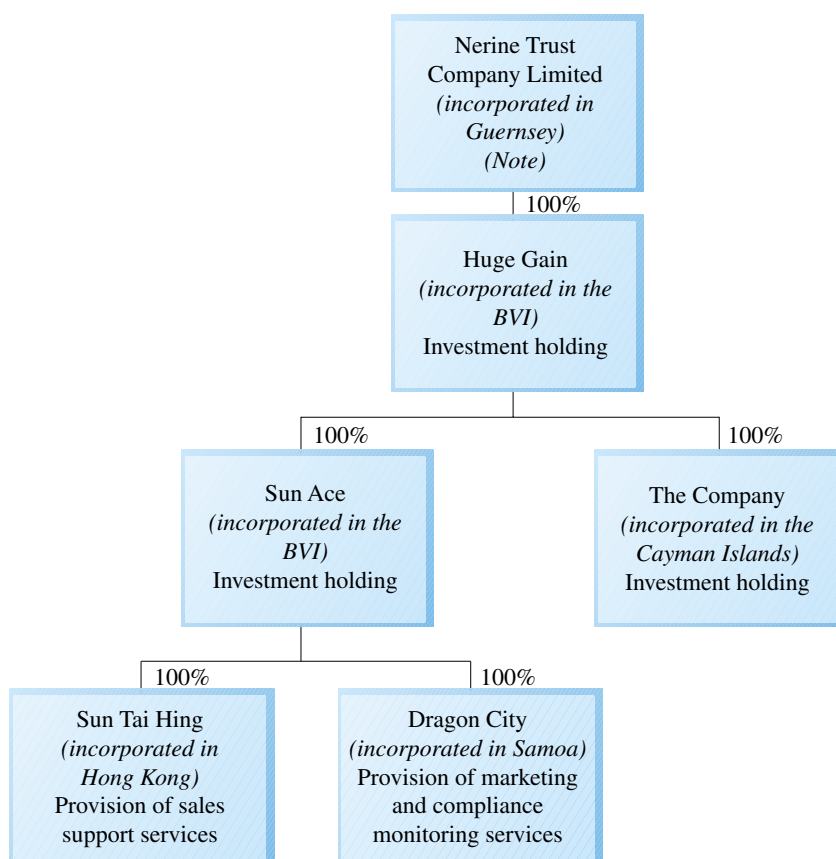 Nerine Trust
Company Limited
(incorporated in
Guernsey)
(Note)
100%
Huge Gain
(incorporated in the
BVI)
Investment holding
100%
100%
Sun Ace
(incorporated in the
BVI)
Investment holding
The Company
(incorporated in the
Cayman Islands)
Investment holding
100%
100%
Sun Tai Hing
(incorporated in
Hong Kong)
Provision of sales
support services
Dragon City
(incorporated in Samoa)
Provision of marketing
and compliance
monitoring services